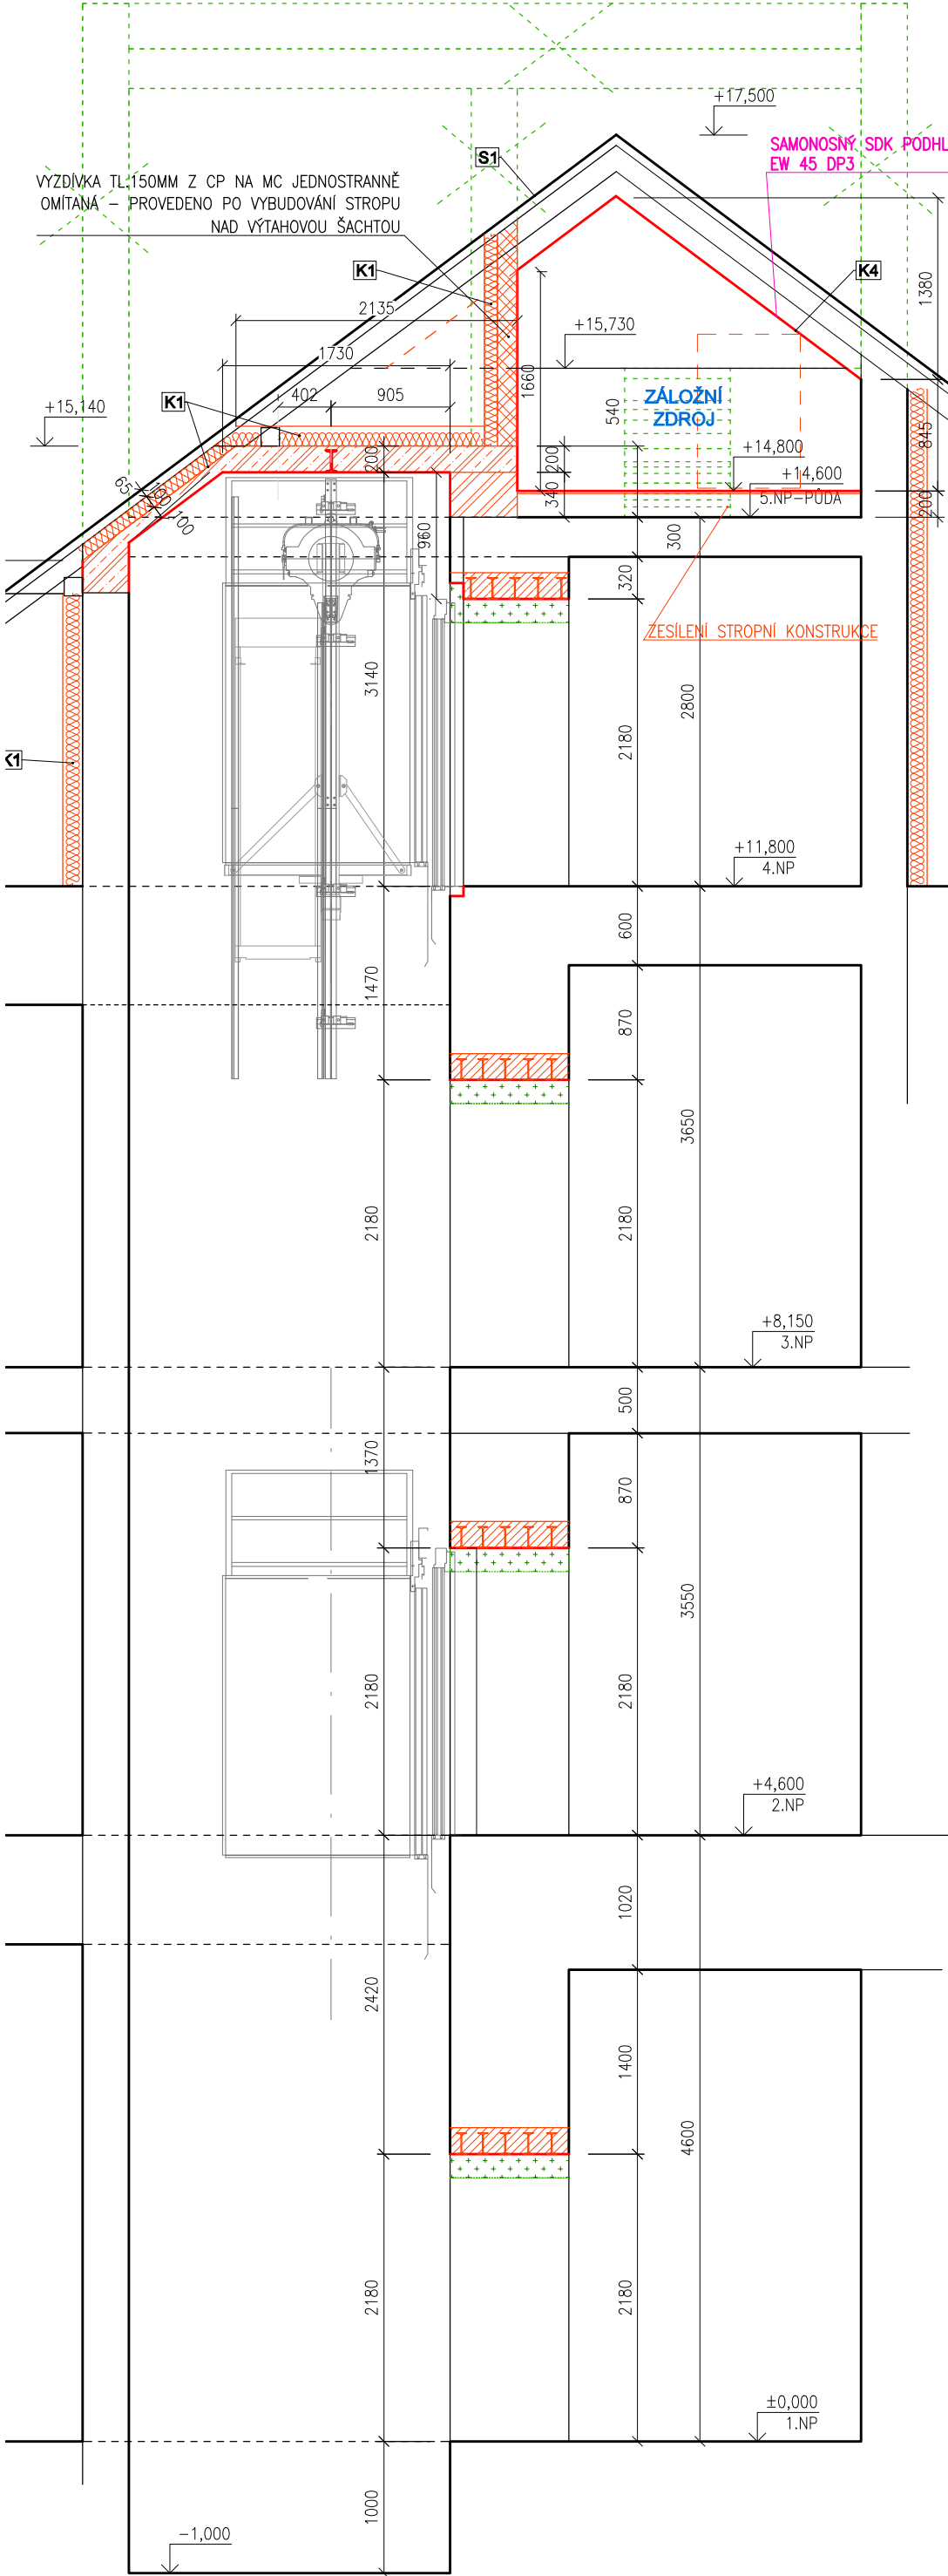 +17,500
SAMONOSNÝ SDK PODHL
EW 45 DP3
S1
VYZDÍVKA TL.150MM Z CP NA MC JEDNOSTRANNĚ
OMÍTANÁ – PROVEDENO PO VYBUDOVÁNÍ STROPU
NAD VÝTAHOVOU ŠACHTOU
K1
K4
1380
2135
+15,730
1730
1660
402
905
K1
540
ZÁLOŽNÍ
ZDROJ
+15,140
845
200
200
+14,800
+14,600
5.NP–PŮDA
65
100
100
340
200
960
300
320
ZESÍLENÍ STROPNÍ KONSTRUKCE
3140
2800
2180
K1
+11,800
4.NP
600
1470
870
3650
2180
2180
+8,150
3.NP
500
1370
870
3550
2180
2180
+4,600
2.NP
1020
2420
1400
4600
2180
2180
±0,000
1.NP
1000
–1,000